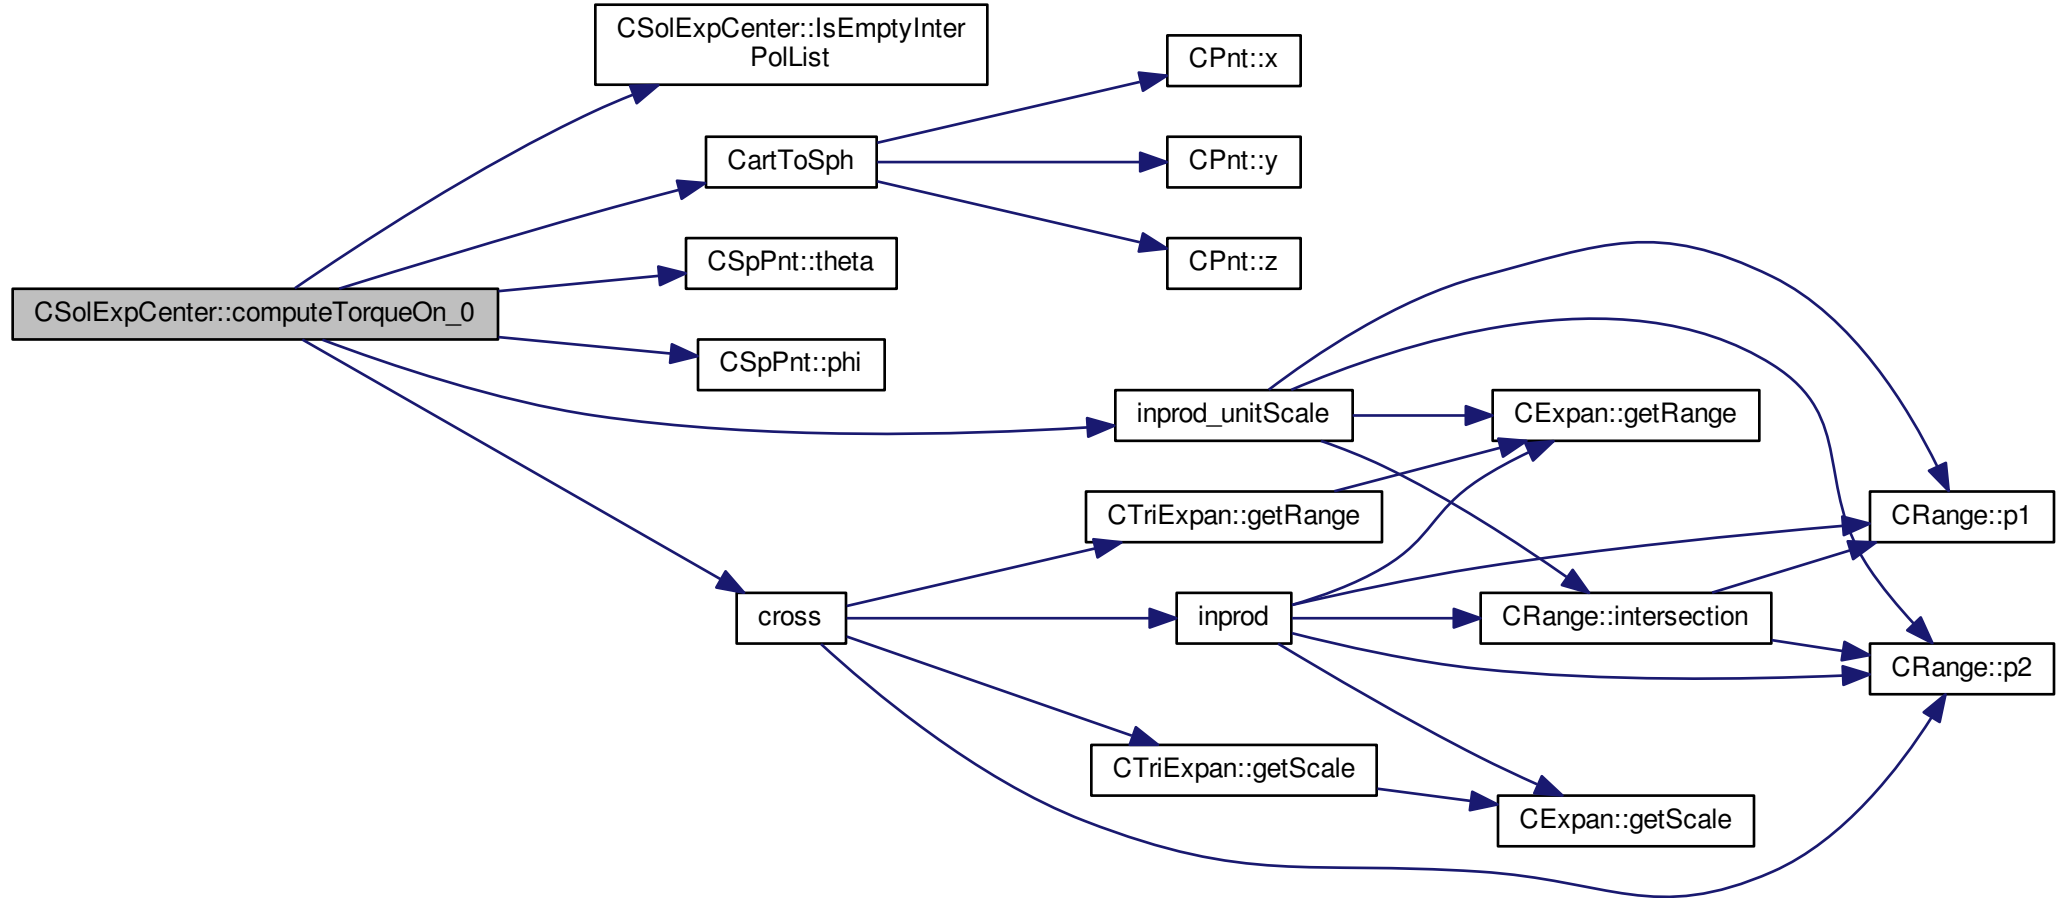 CSolExpCenter::IsEmptyInter
PolList
CPnt::x
CartToSph
CPnt::y
CSpPnt::theta
CPnt::z
CSolExpCenter::computeTorqueOn_0
CSpPnt::phi
inprod_unitScale
CExpan::getRange
CTriExpan::getRange
CRange::p1
cross
inprod
CRange::intersection
CRange::p2
CTriExpan::getScale
CExpan::getScale